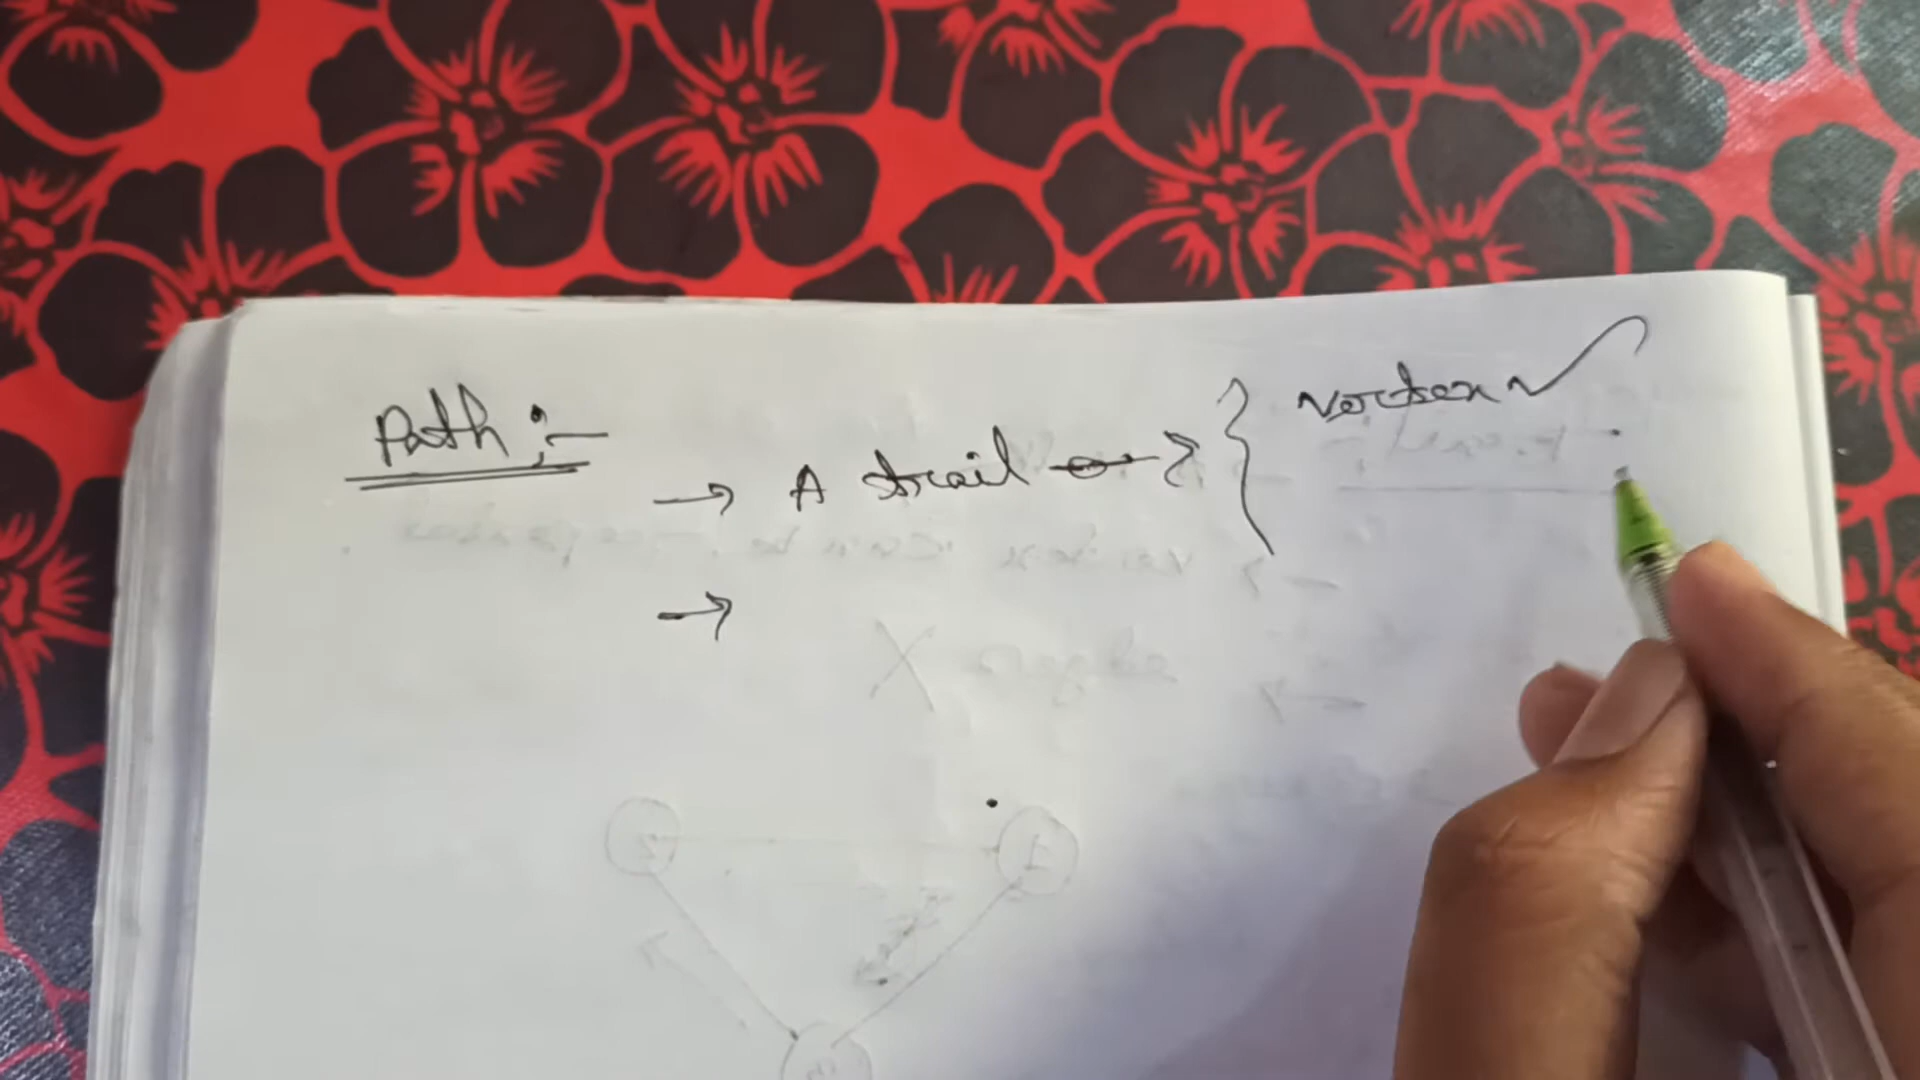 Path :-
→ A trail → { vertex ✓
→